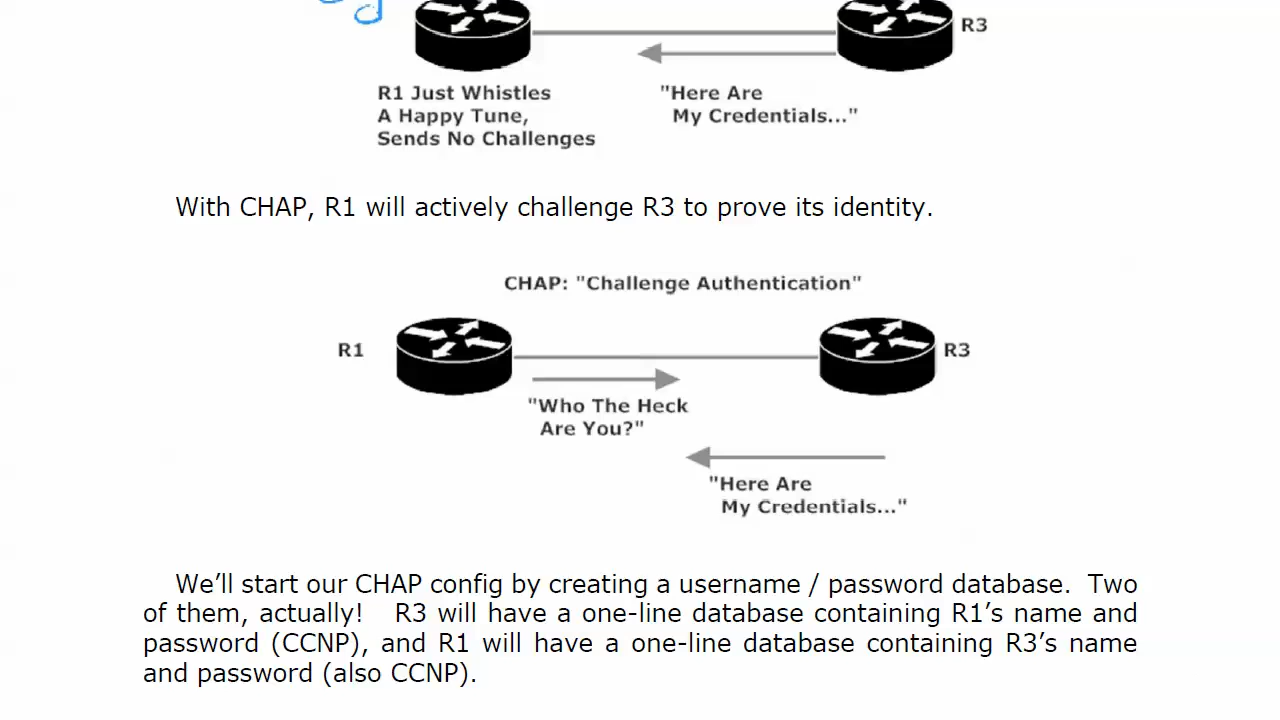 R3
R1 Just Whistles
A Happy Tune,
Sends No Challenges
"Here Are
My Credentials..."
With CHAP, R1 will actively challenge R3 to prove its identity.
CHAP: "Challenge Authentication"
R1
R3
"Who The Heck
Are You?"
"Here Are
My Credentials..."
We’ll start our CHAP config by creating a username / password database.  Two
of them, actually!   R3 will have a one-line database containing R1’s name and
password (CCNP), and R1 will have a one-line database containing R3’s name
and password (also CCNP).